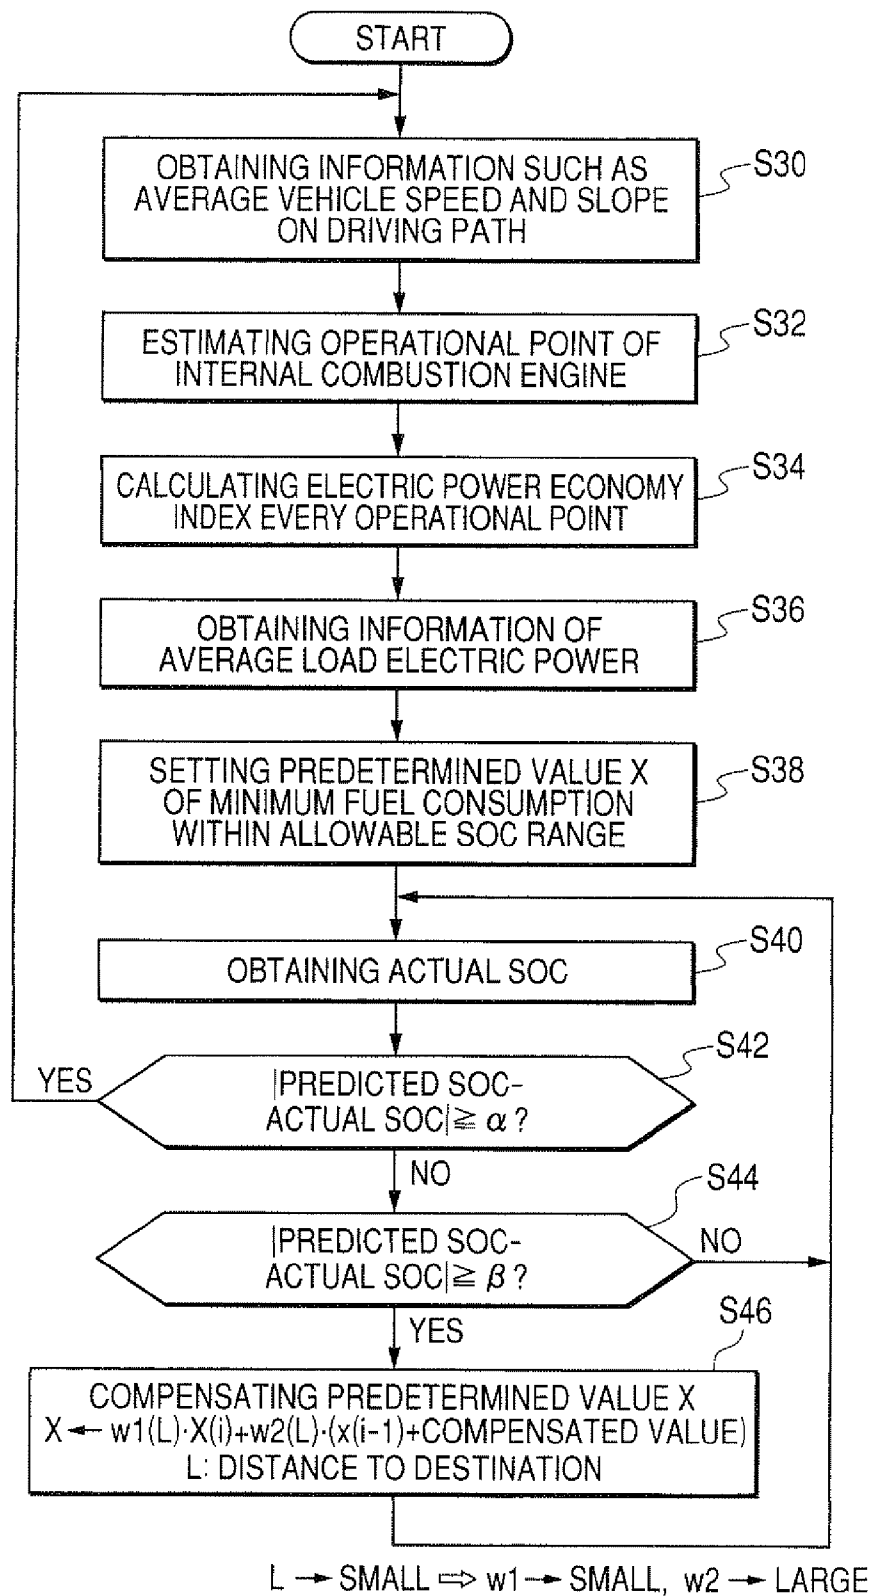 START
OBTAINING INFORMATION SUCH AS
AVERAGE VEHICLE SPEED AND SLOPE
ON DRIVING PATH
S30
ESTIMATING OPERATIONAL POINT OF
INTERNAL COMBUSTION ENGINE
S32
CALCULATING ELECTRIC POWER ECONOMY
INDEX EVERY OPERATIONAL POINT
S34
OBTAINING INFORMATION OF
AVERAGE LOAD ELECTRIC POWER
S36
SETTING PREDETERMINED VALUE X
OF MINIMUM FUEL CONSUMPTION
WITHIN ALLOWABLE SOC RANGE
S38
OBTAINING ACTUAL SOC
S40
|PREDICTED SOC-
ACTUAL SOC|≧ α?
S42
YES
NO
|PREDICTED SOC-
ACTUAL SOC|≧ β?
S44
NO
YES
S46
COMPENSATING PREDETERMINED VALUE X
X ← w1(L)·X(i)+w2(L)·(x(i-1)+COMPENSATED VALUE)
L: DISTANCE TO DESTINATION
L → SMALL ⇨ w1 → SMALL, w2 → LARGE